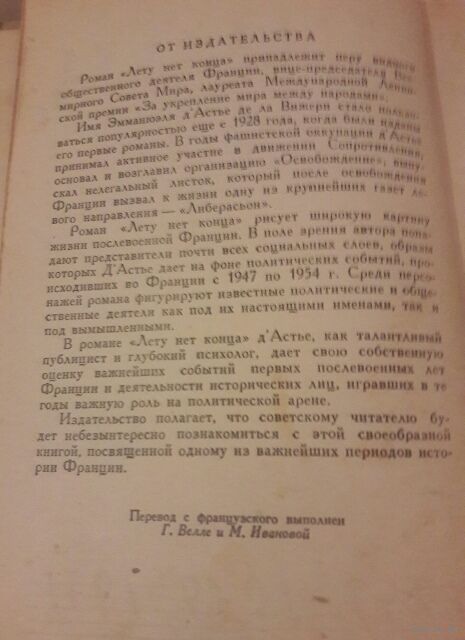 ОТ ИЗДАТЕЛЬСТВА
Роман «Лету нет конца» принадлежит перу видного
общественного деятеля Франции, вице-председателя Все-
мирного Совета Мира, лауреата Международной Ленин-
ской премии «За укрепление мира между народами».
Имя Эммануэля д'Астье де ла Вижери стало пользо-
ваться популярностью еще с 1928 года, когда были изданы
его первые романы. В годы фашистской оккупации д'Астье
принимал активное участие в движении Сопротивления,
основал и возглавил организацию «Освобождение»,
скал нелегальный листок, который после освобождения
Франции вызвал к жизни одну из крупнейших газет ле-
вого направления — «Либерасьон».
Роман «Лету нет конца» рисует широкую картину
жизни послевоенной Франции. В поле зрения автора попа-
дают представители почти всех социальных слоев, образы
которых Д'Астье дает на фоне политических событий, про-
исходивших во Франции с 1947 по 1954 г. Среди персо-
нажей романа фигурируют известные политические и обще-
ственные деятели как под их настоящими именами, так и
под вымышленными.
В романе «Лету нет конца» д'Астье, как талантливый
публицист и глубокий психолог, дает свою собственную
оценку важнейших событий первых послевоенных лет
Франции и деятельности исторических лиц, игравших в те
годы важную роль на политической арене.
Издательство полагает, что советскому читателю бу-
дет небезынтересно познакомиться с этой своеобразной
книгой, посвященной одному из важнейших периодов исто-
рии Франции.
Перевод с французского выполнен
Г. Велле и М. Ивановой